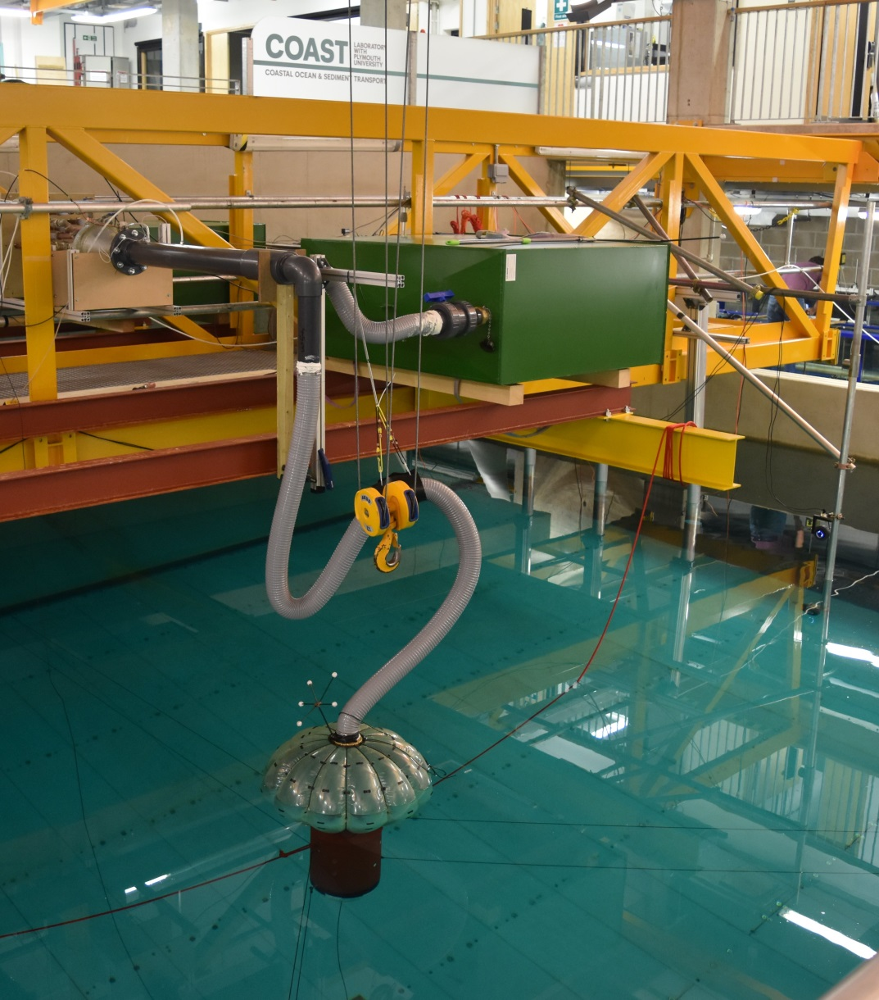 COAST
LABORATORY
WITH
PLYMOUTH
UNIVERSITY
COASTAL OCEAN & SEDIMENT TRANSPORT